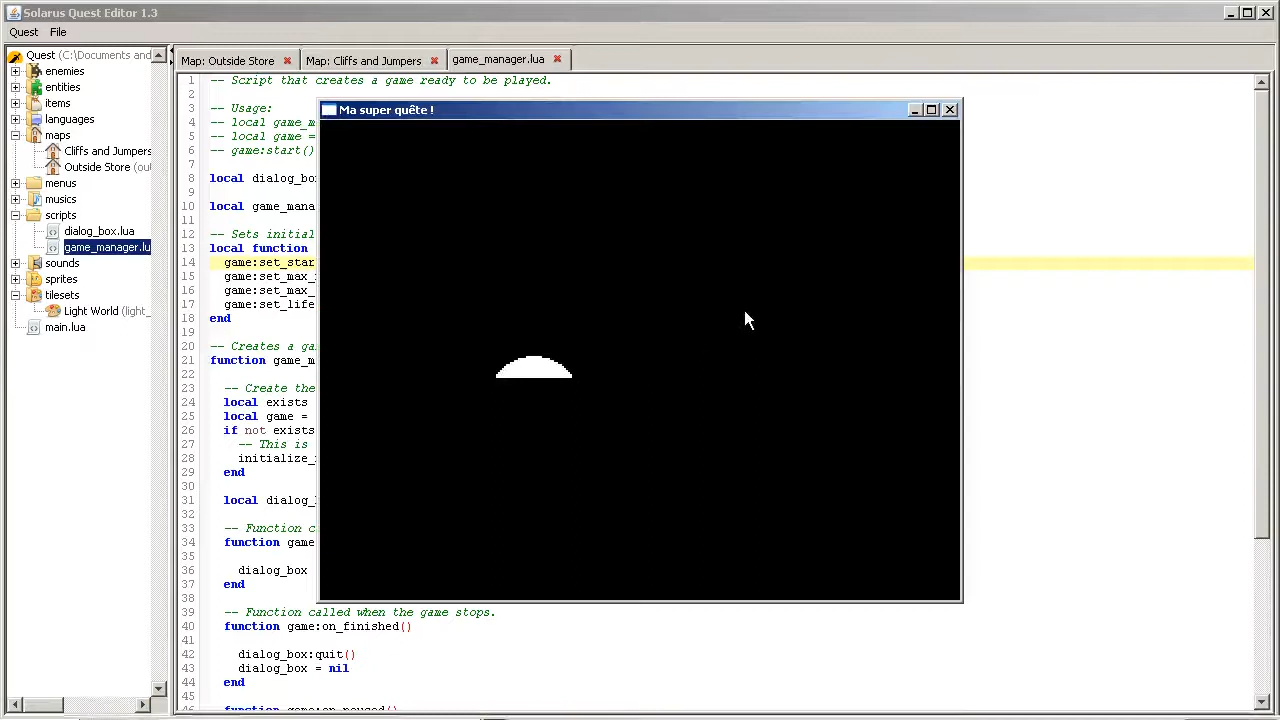 Solarus Quest Editor 1.3
Quest File
Quest (C:\Documents and
enemies
entities
items
languages
maps
Cliffs and Jumpers
Outside Store (out
menus
musics
scripts
dialog_box.lua
game_manager.lu
sounds
sprites
tilesets
Light World (light_
main.lua
Map: Outside Store
Map: Cliffs and Jumpers
game_manager.lua
1 -- Script that creates a game ready to be played.
2
3 -- Usage:
4 -- local game_m
5 -- local game =
6 -- game:start()
7
8 local dialog_bo
9
10 local game_mana
11
12 -- Sets initial
13 local function
14 game:set_star
15 game:set_max_
16 game:set_max_
17 game:set_life
18 end
19
20 -- Creates a ga
21 function game_m
22
23 -- Create the
24 local exists
25 local game =
26 if not exists
27 -- This is
28 initialize_
29 end
30
31 local dialog_
32
33 -- Function c
34 function game
35
36 dialog_box
37 end
38
39 -- Function called when the game stops.
40 function game:on_finished()
41
42 dialog_box:quit()
43 dialog_box = nil
44 end
45
46 function game:on_paused()
Ma super quête !